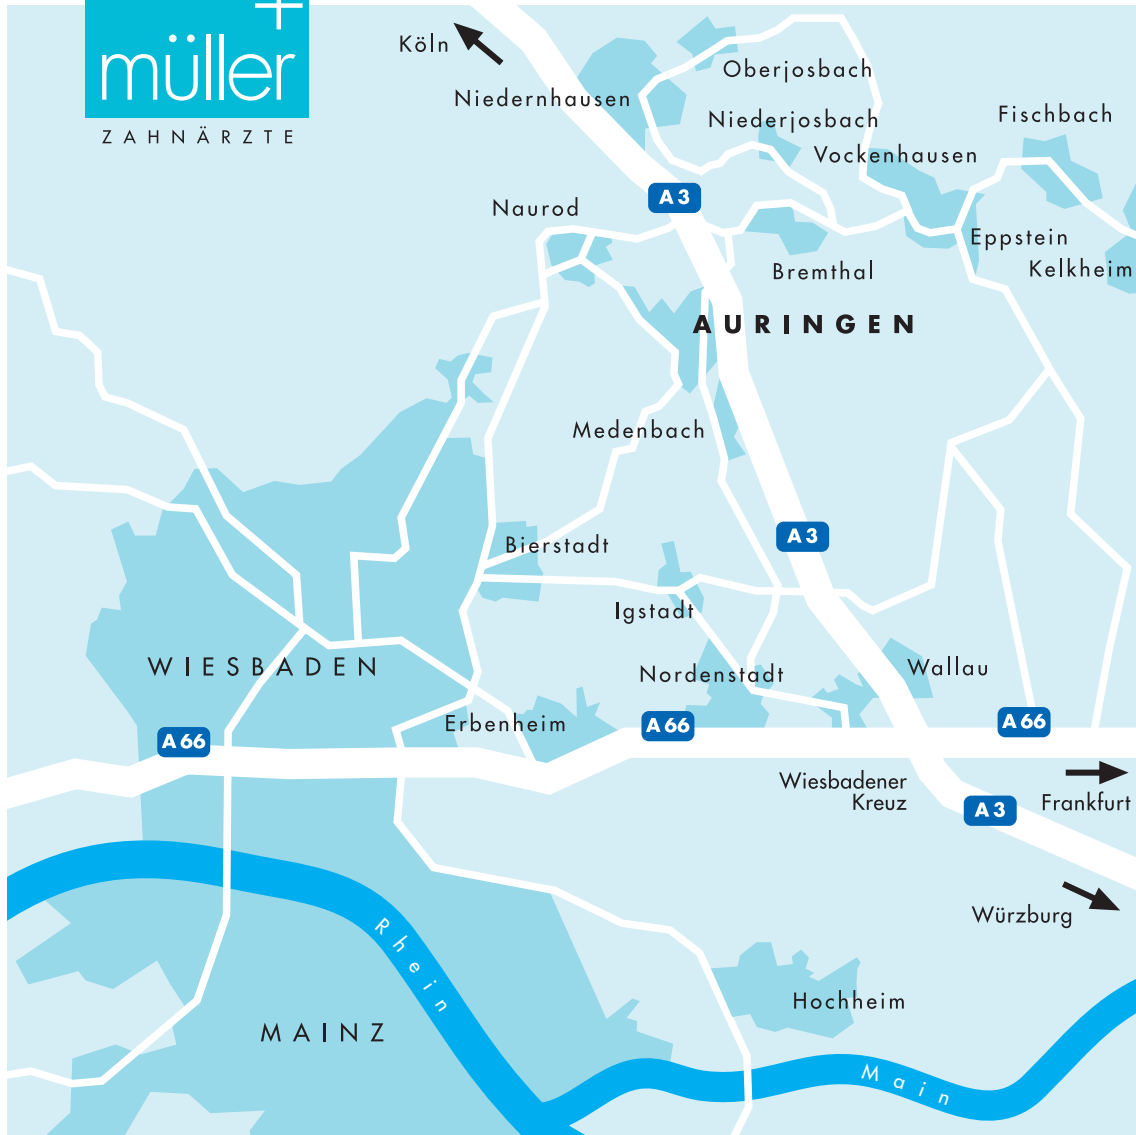 +
müller
ZAHNÄRZTE
Köln
Oberjosbach
Niedernhausen
Niederjosbach
Fischbach
Vockenhausen
A3
Naurod
Eppstein
Bremthal
Kelkheim
AURINGEN
Medenbach
A3
Bierstadt
Igstadt
WIESBADEN
Nordenstadt
Wallau
Erbenheim
A66
A66
A66
Wiesbadener
Kreuz
A3
Frankfurt
Würzburg
Rhein
Hochheim
MAINZ
Main